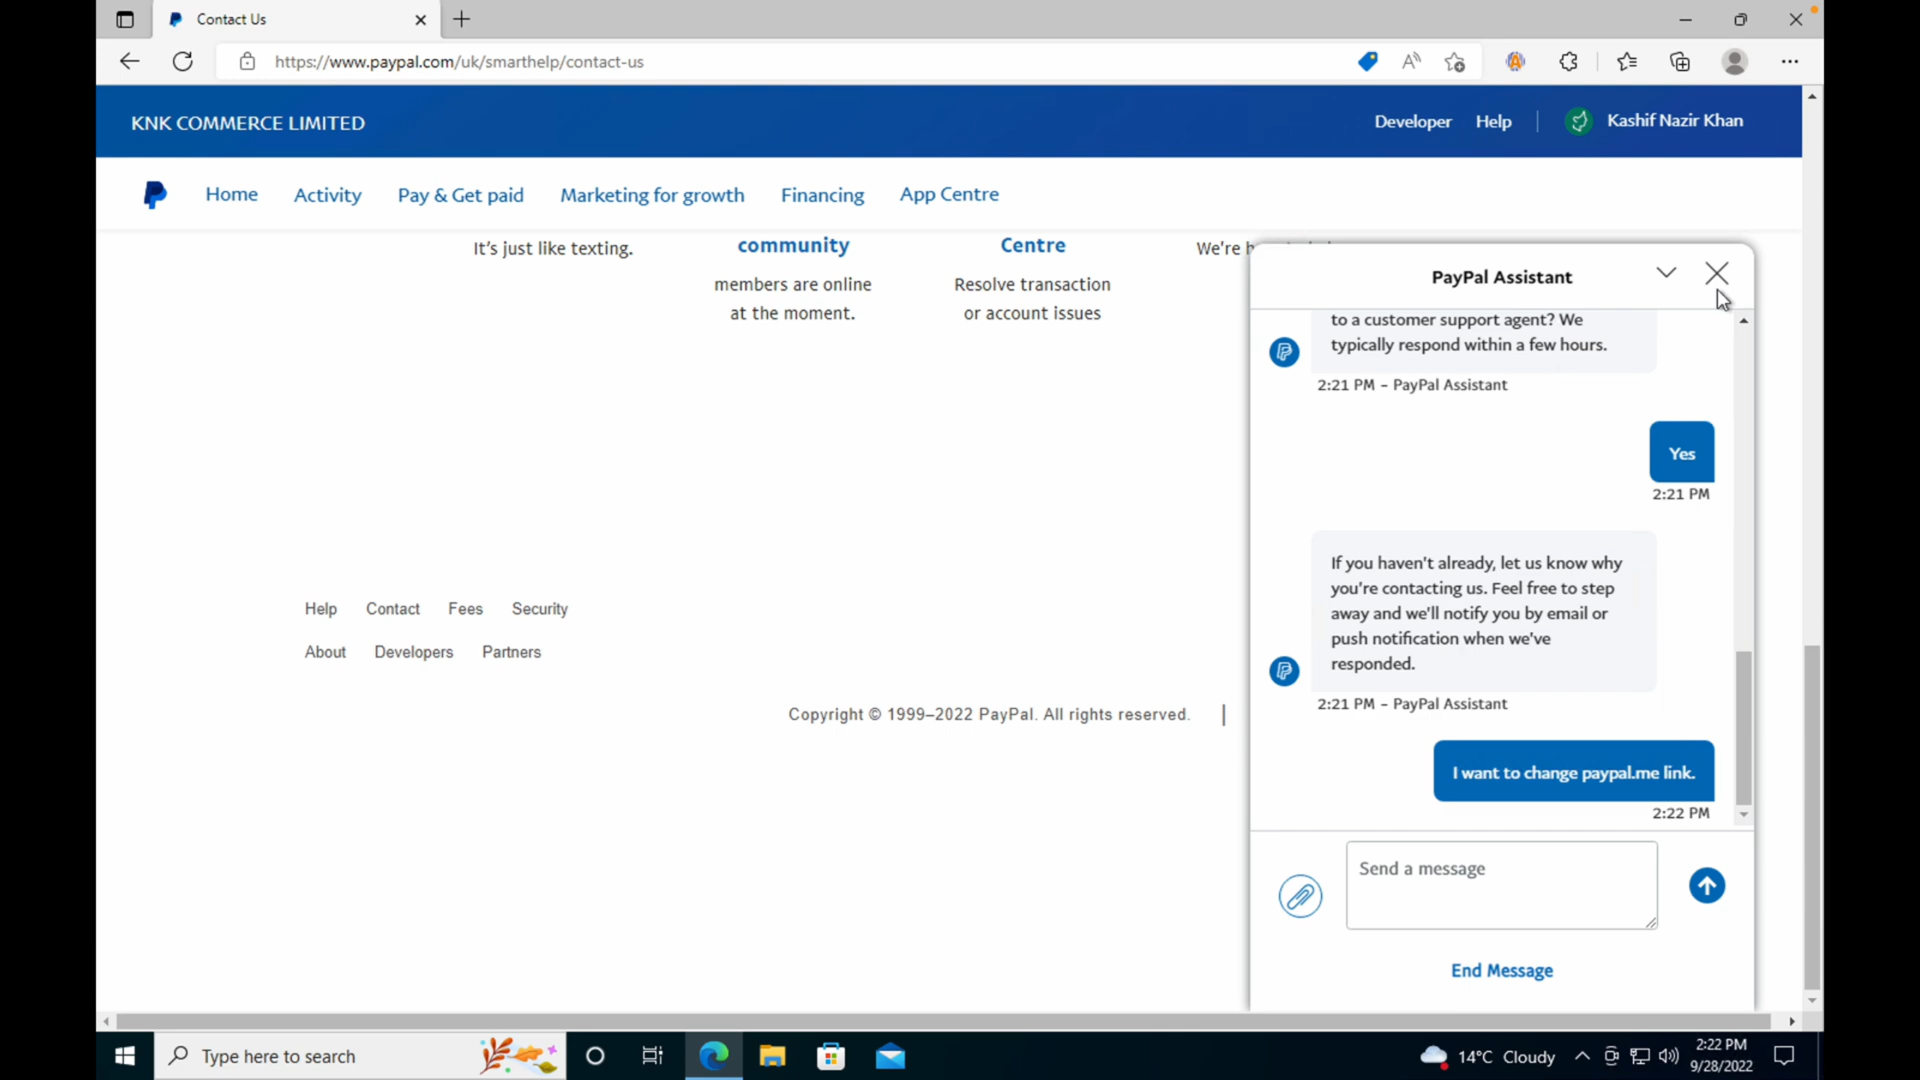 Contact Us
https://www.paypal.com/uk/smarthelp/contact-us
KNK COMMERCE LIMITED
Developer Help Kashif Nazir Khan
Home Activity Pay & Get paid Marketing for growth Financing App Centre
It's just like texting.
community
members are online
at the moment.
Centre
Resolve transaction
or account issues
We're h
PayPal Assistant
to a customer support agent? We
typically respond within a few hours.
2:21 PM - PayPal Assistant
Yes
2:21 PM
If you haven't already, let us know why
you're contacting us. Feel free to step
away and we'll notify you by email or
push notification when we've
responded.
2:21 PM - PayPal Assistant
I want to change paypal.me link.
2:22 PM
Send a message
End Message
Help Contact Fees Security
About Developers Partners
Copyright © 1999–2022 PayPal. All rights reserved. |
Type here to search
14°C Cloudy
2:22 PM
9/28/2022